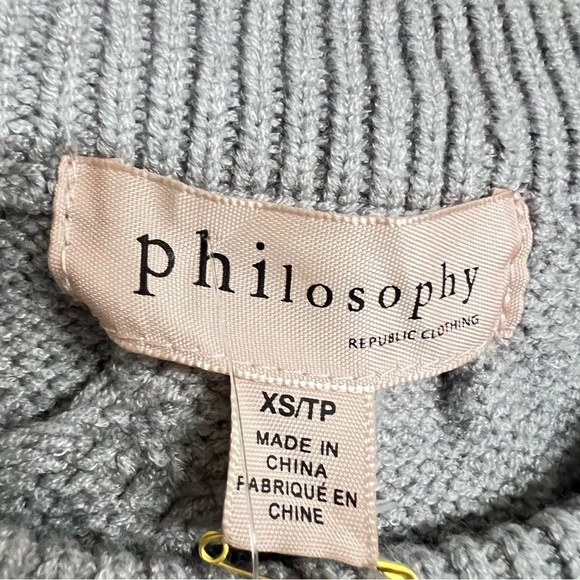 philosophy
REPUBLIC CLOTHING
XS/TP
MADE IN
CHINA
FABRIQUÉ EN
CHINE